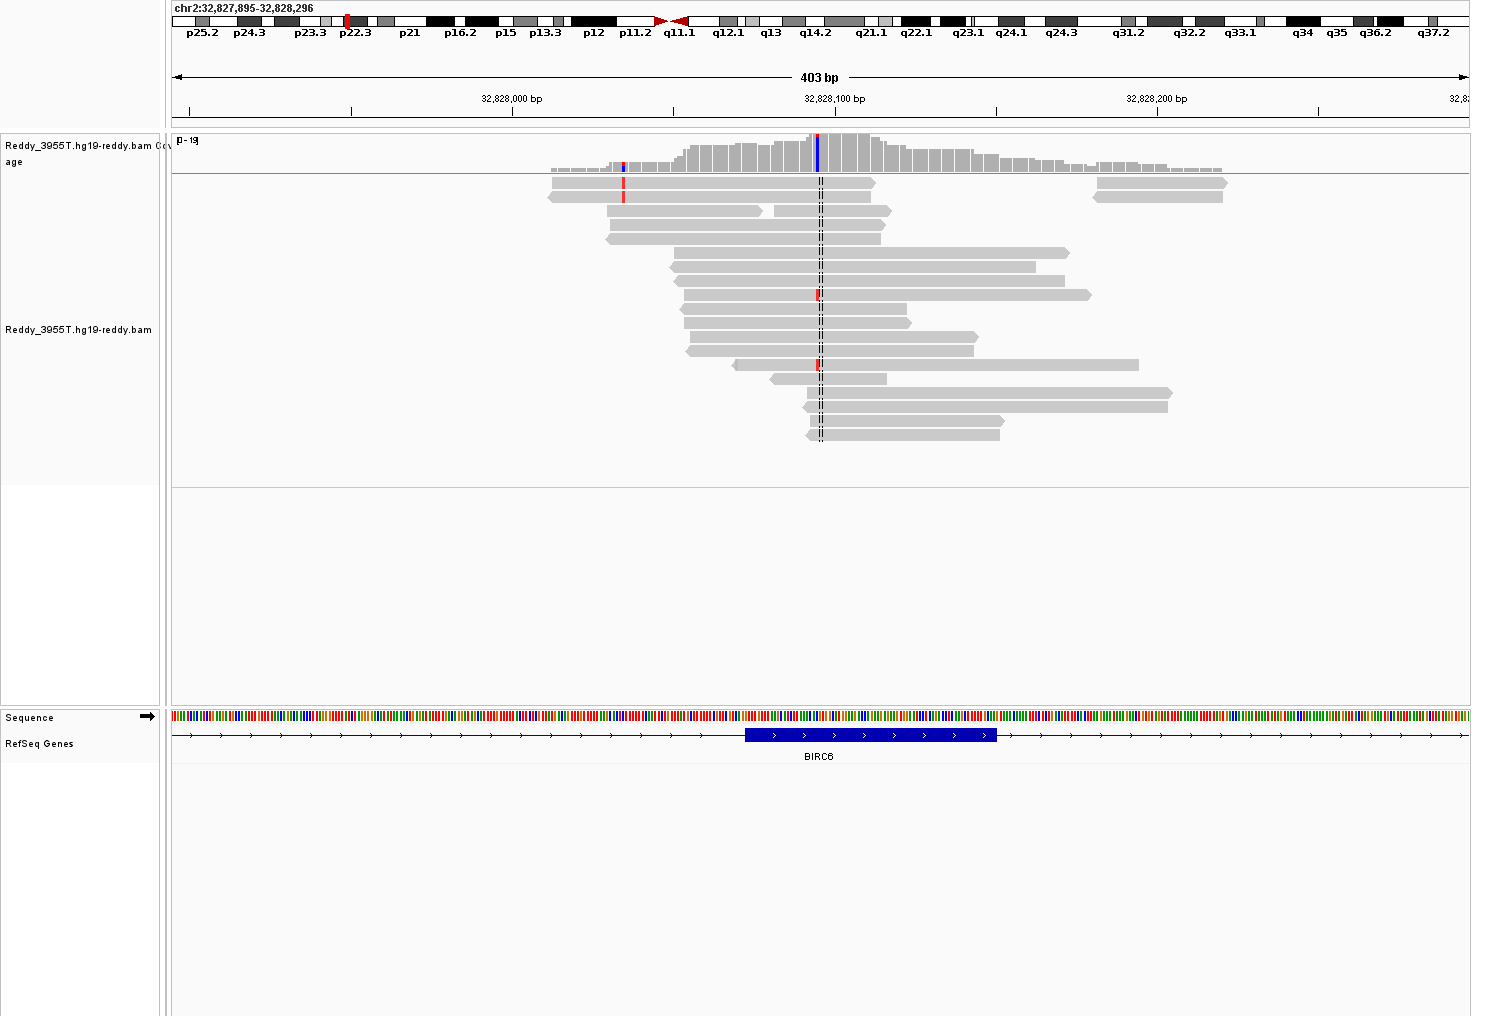 chr2:32,827,895-32,828,296
p25.2 p24.3 p23.3 p22.3 p21 p16.2 p15 p13.3 p12 p11.2 q11.1 q12.1 q13 q14.2 q21.1 q22.1 q23.1 q24.1 q24.3 q31.2 q32.2 q33.1 q34 q35 q36.2 q37.2
403 bp
32,828,000 bp 32,828,100 bp 32,828,200 bp 32,82
Reddy_3955T.hg19-reddy.bam Cov
age
[0 - 19]
Reddy_3955T.hg19-reddy.bam
Sequence
RefSeq Genes
BIRC6